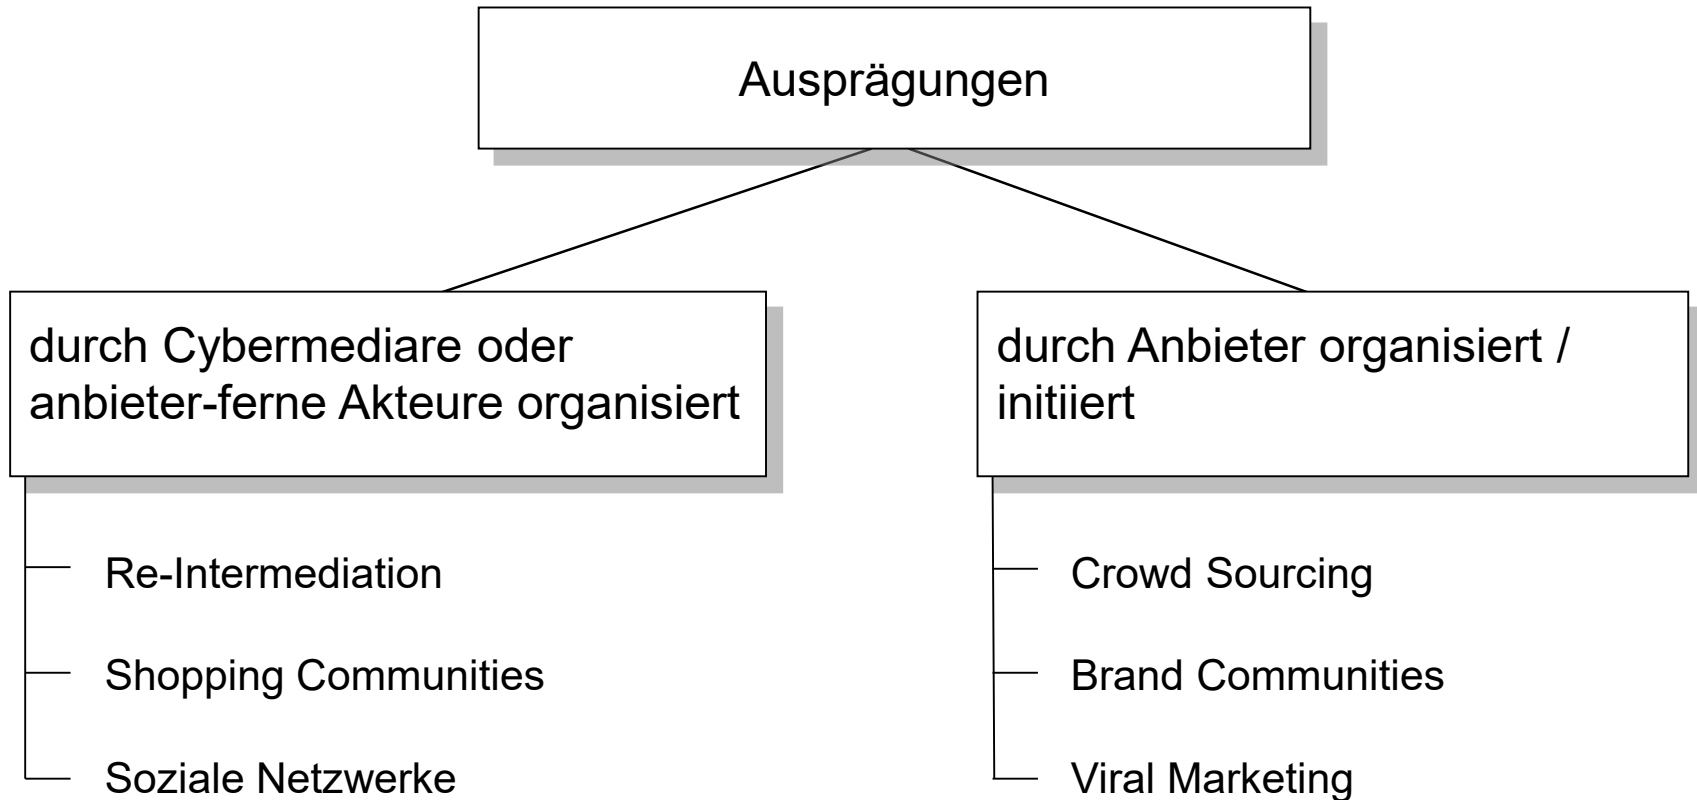 Ausprägungen
durch Cybermediare oder
anbieter-ferne Akteure organisiert
Re-Intermediation
Shopping Communities
Soziale Netzwerke
durch Anbieter organisiert /
initiiert
Crowd Sourcing
Brand Communities
Viral Marketing